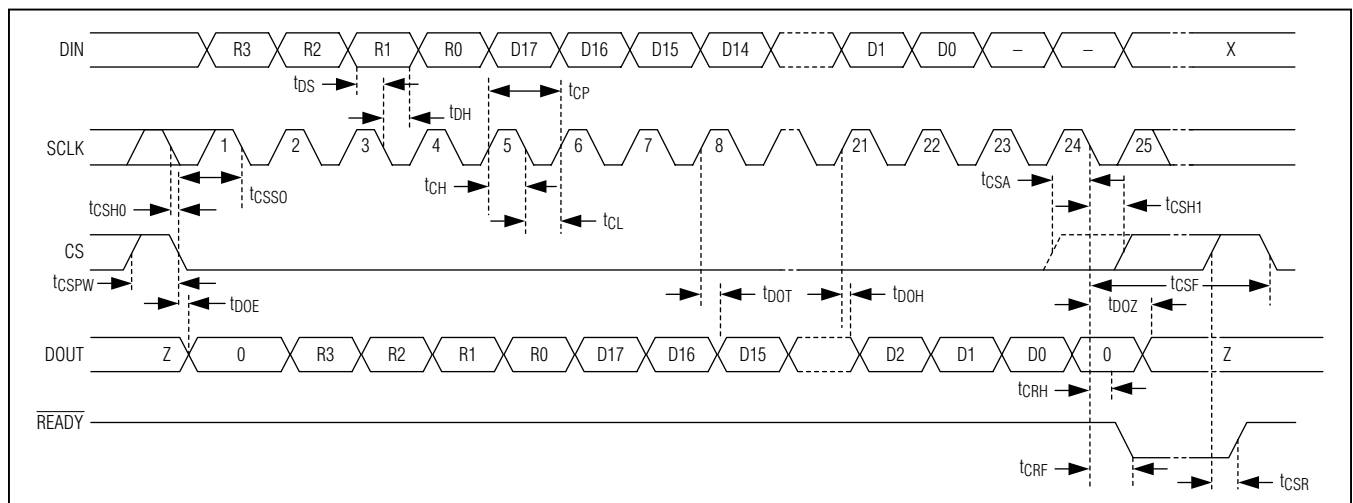 DIN R3 R2 R1 R0 D17 D16 D15 D14 D1 D0 – – X
tDS tDH tCP
SCLK 1 2 3 4 5 6 7 8 21 22 23 24 25
tCSH0 tCSSO tCH tCL tCSA tCSH1
CS
tCSPW tDOE tDOT tDOH tCSF tDOZ
DOUT Z 0 R3 R2 R1 R0 D17 D16 D15 D2 D1 D0 0 Z
tCRH
READY
tCRF tCSR